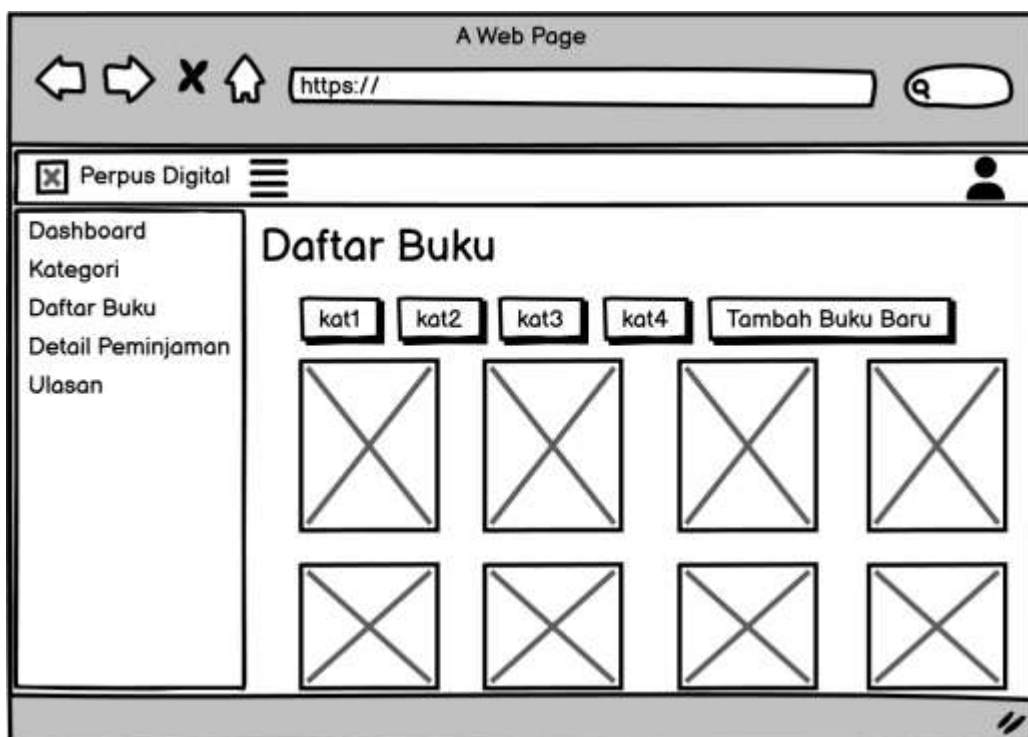 A Web Page
https://
Perpus Digital
Dashboard
Kategori
Daftar Buku
Detail Peminjaman
Ulasan
Daftar Buku
kat1 kat2 kat3 kat4 Tambah Buku Baru